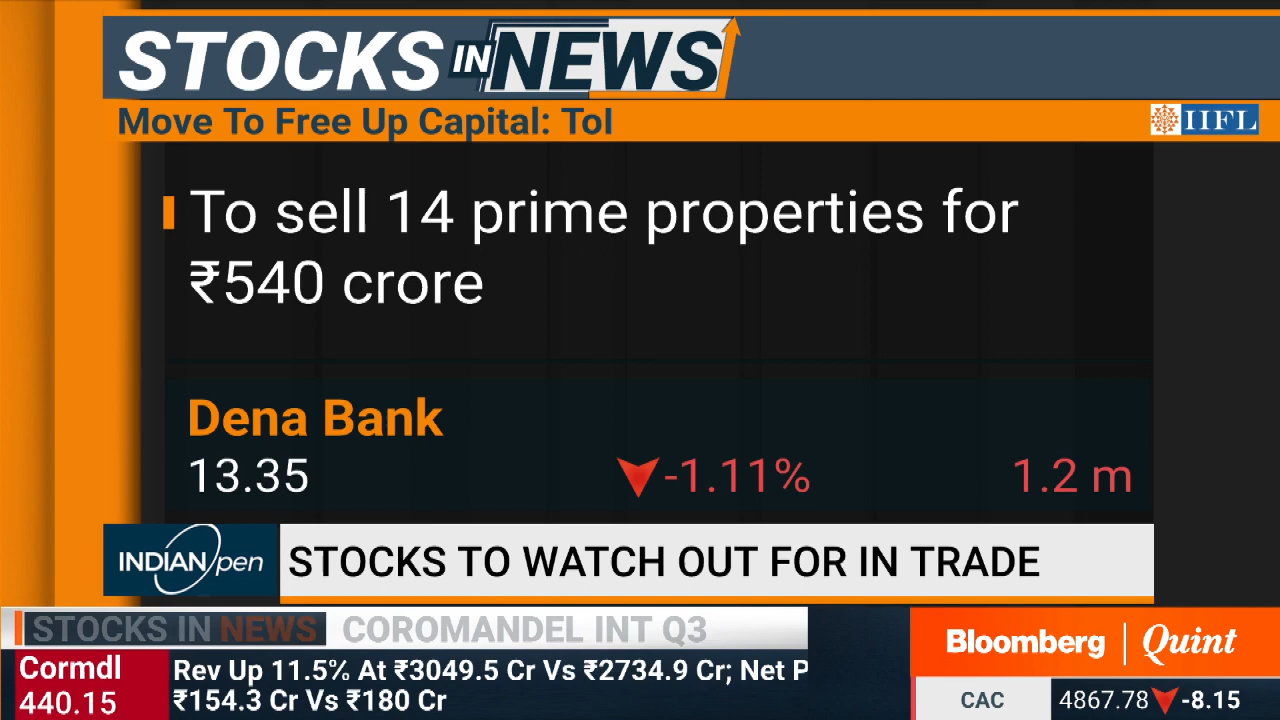 STOCKS IN NEWS
Move To Free Up Capital: ToI
IIFL
To sell 14 prime properties for
₹540 crore
Dena Bank
13.35
-1.11%
1.2 m
INDIAN pen
STOCKS TO WATCH OUT FOR IN TRADE
STOCKS IN NEWS COROMANDEL INT Q3
Cormdl
440.15
Rev Up 11.5% At ₹3049.5 Cr Vs ₹2734.9 Cr; Net P
₹154.3 Cr Vs ₹180 Cr
Bloomberg | Quint
CAC
4867.78 -8.15